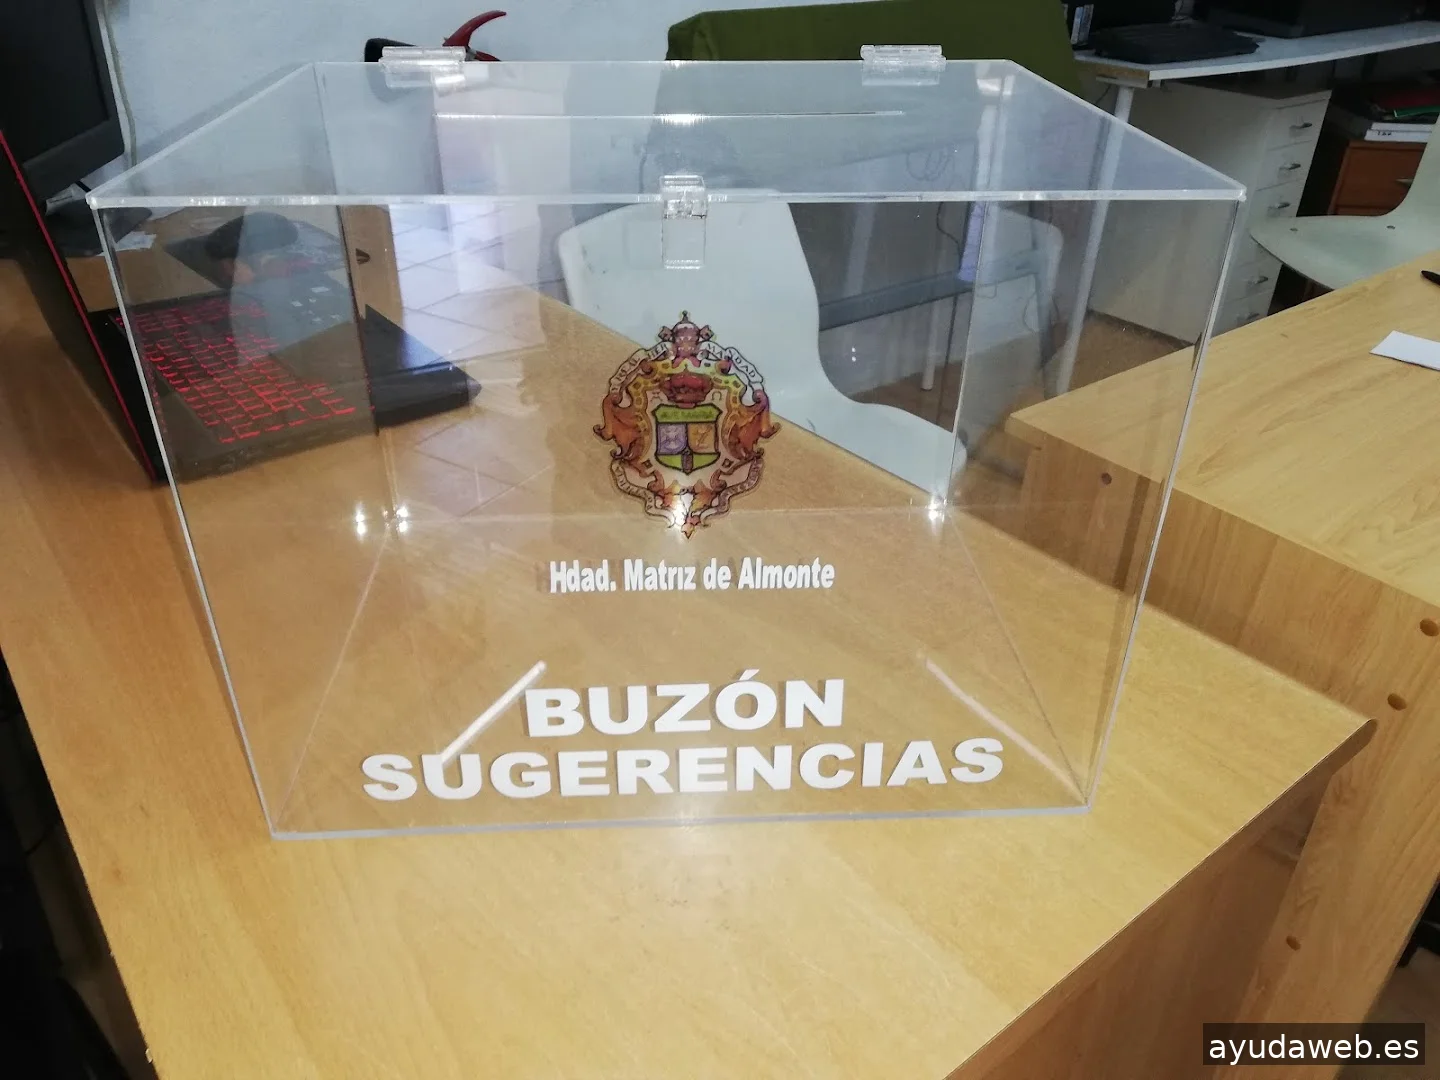 Hdad. Matriz de Almonte
BUZÓN
SUGERENCIAS
ayudaweb.es